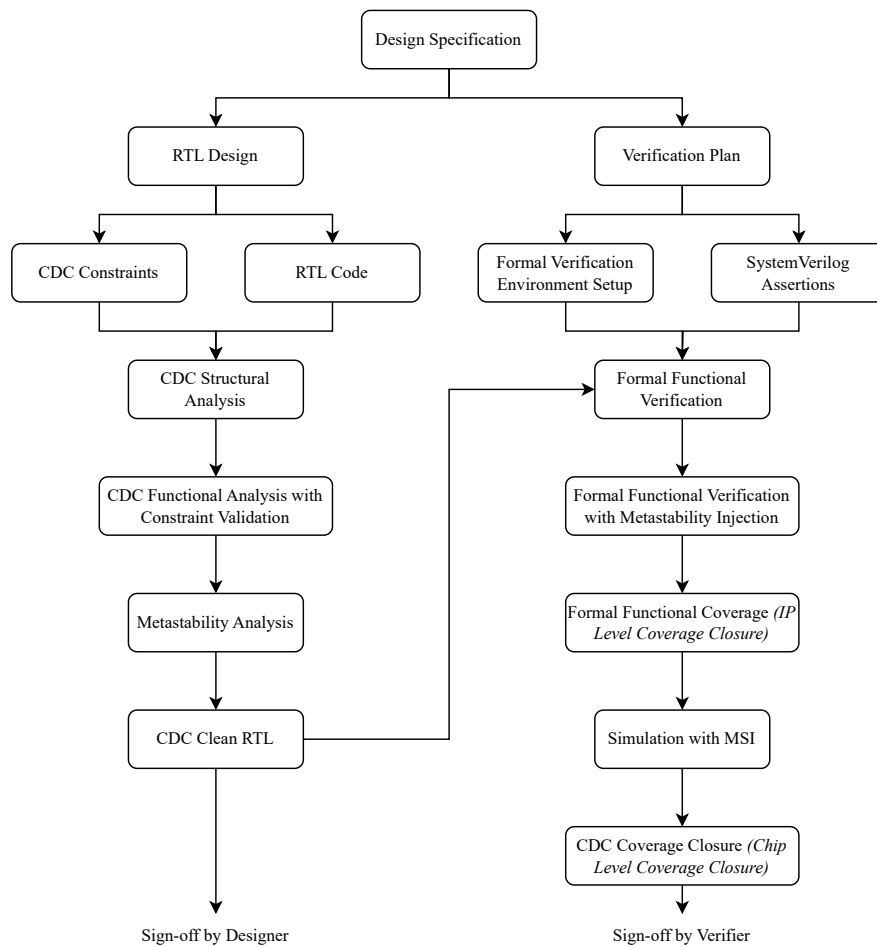 Design Specification
RTL Design
Verification Plan
CDC Constraints
RTL Code
Formal Verification
Environment Setup
SystemVerilog
Assertions
CDC Structural
Analysis
Formal Functional
Verification
CDC Functional Analysis with
Constraint Validation
Formal Functional Verification
with Metastability Injection
Metastability Analysis
Formal Functional Coverage (IP
Level Coverage Closure)
CDC Clean RTL
Simulation with MSI
CDC Coverage Closure (Chip
Level Coverage Closure)
Sign-off by Designer
Sign-off by Verifier